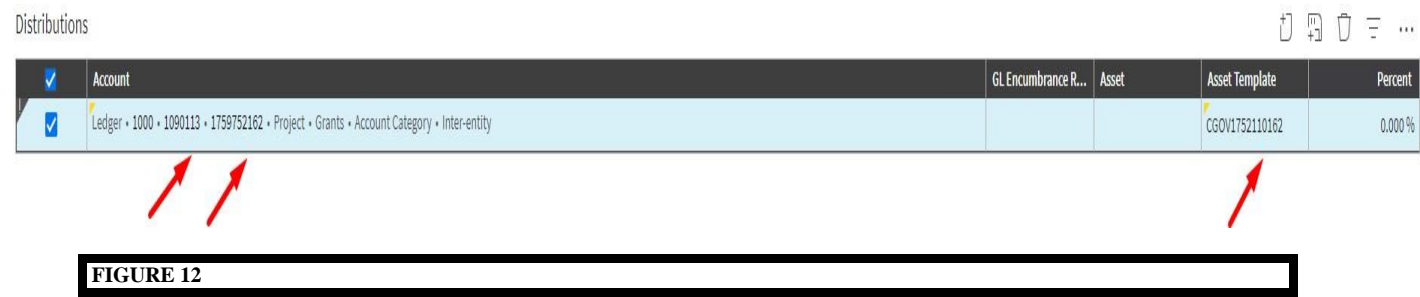 Distributions
Account GL Encumbrance R... Asset Asset Template Percent
Ledger • 1000 • 1090113 • 1759752162 • Project • Grants • Account Category • Inter-entity CGOV1752110162 0.000 %
FIGURE 12